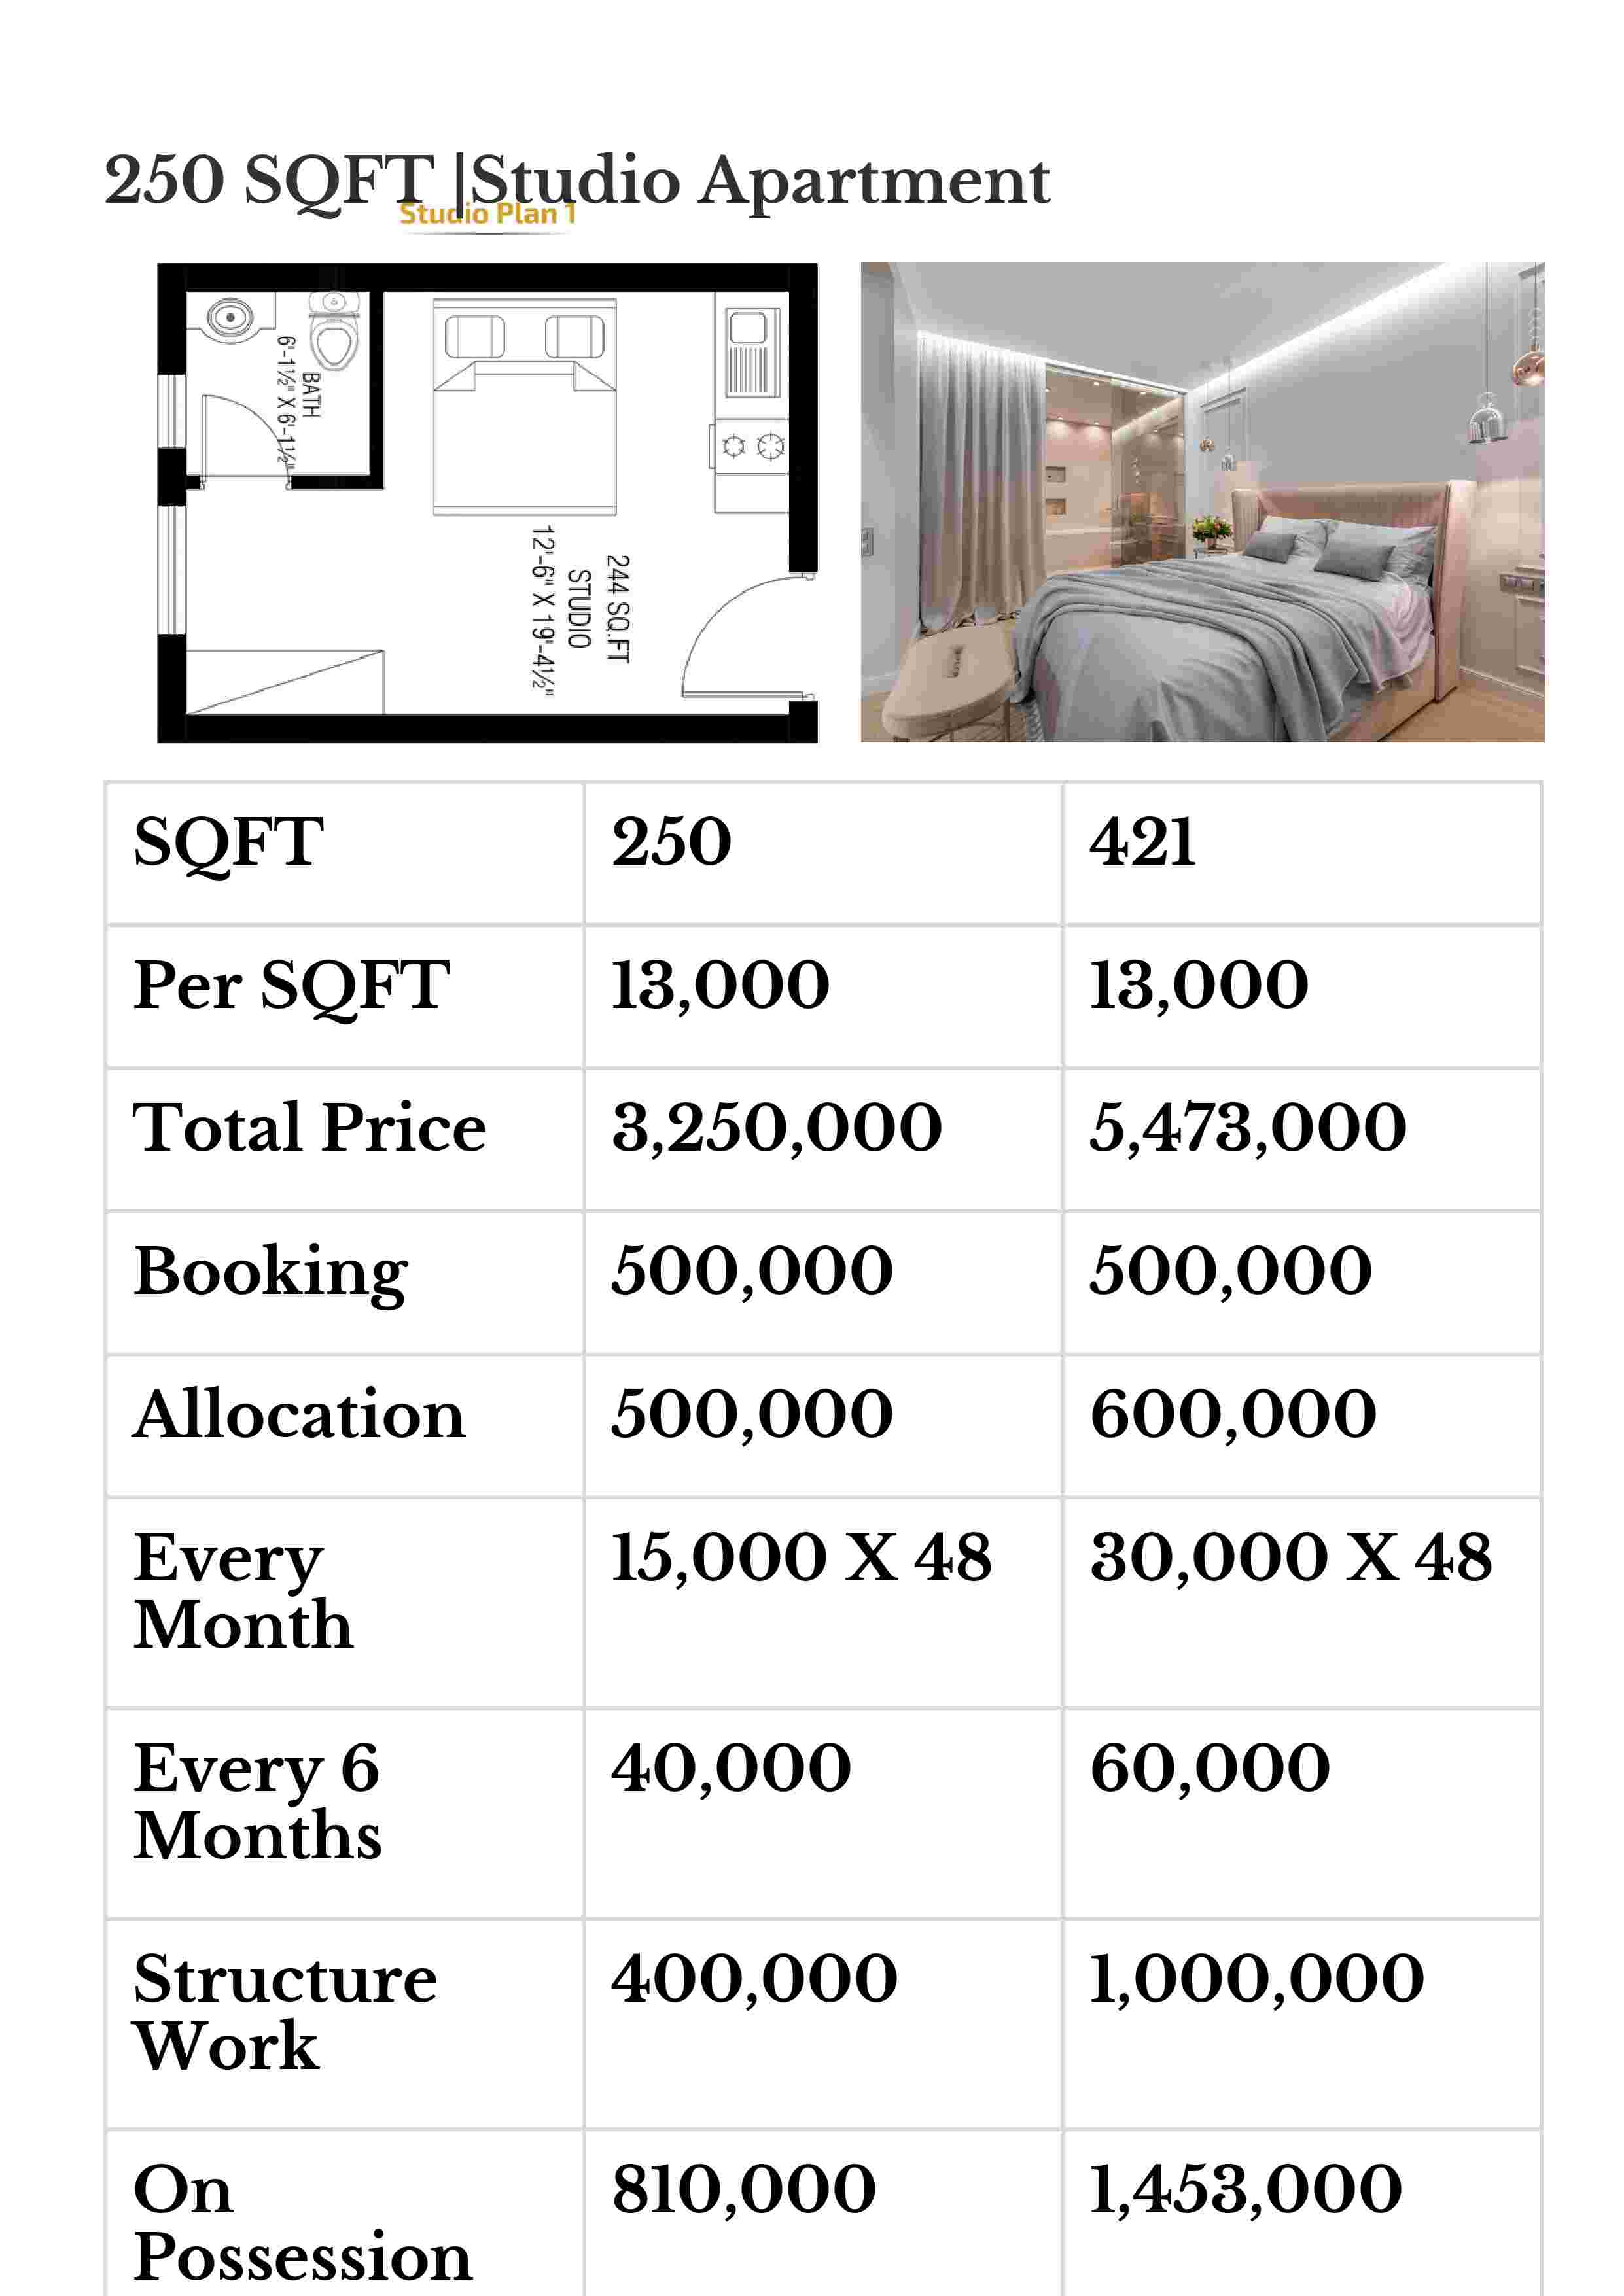 250 SQFT |Studio Apartment
Studio Plan 1
BATH
6'-1½" X 6'-1½"
244 SQ.FT
STUDIO
12'-6" X 19'-4½"
SQFT 250 421
Per SQFT 13,000 13,000
Total Price 3,250,000 5,473,000
Booking 500,000 500,000
Allocation 500,000 600,000
Every 15,000 X 48 30,000 X 48
Month
Every 6 40,000 60,000
Months
Structure 400,000 1,000,000
Work
On 810,000 1,453,000
Possession